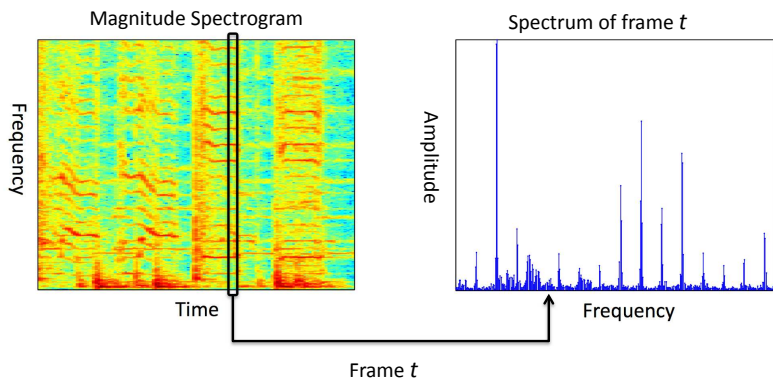 Magnitude Spectrogram
Spectrum of frame t
Frequency
Amplitude
Time
Frequency
Frame t